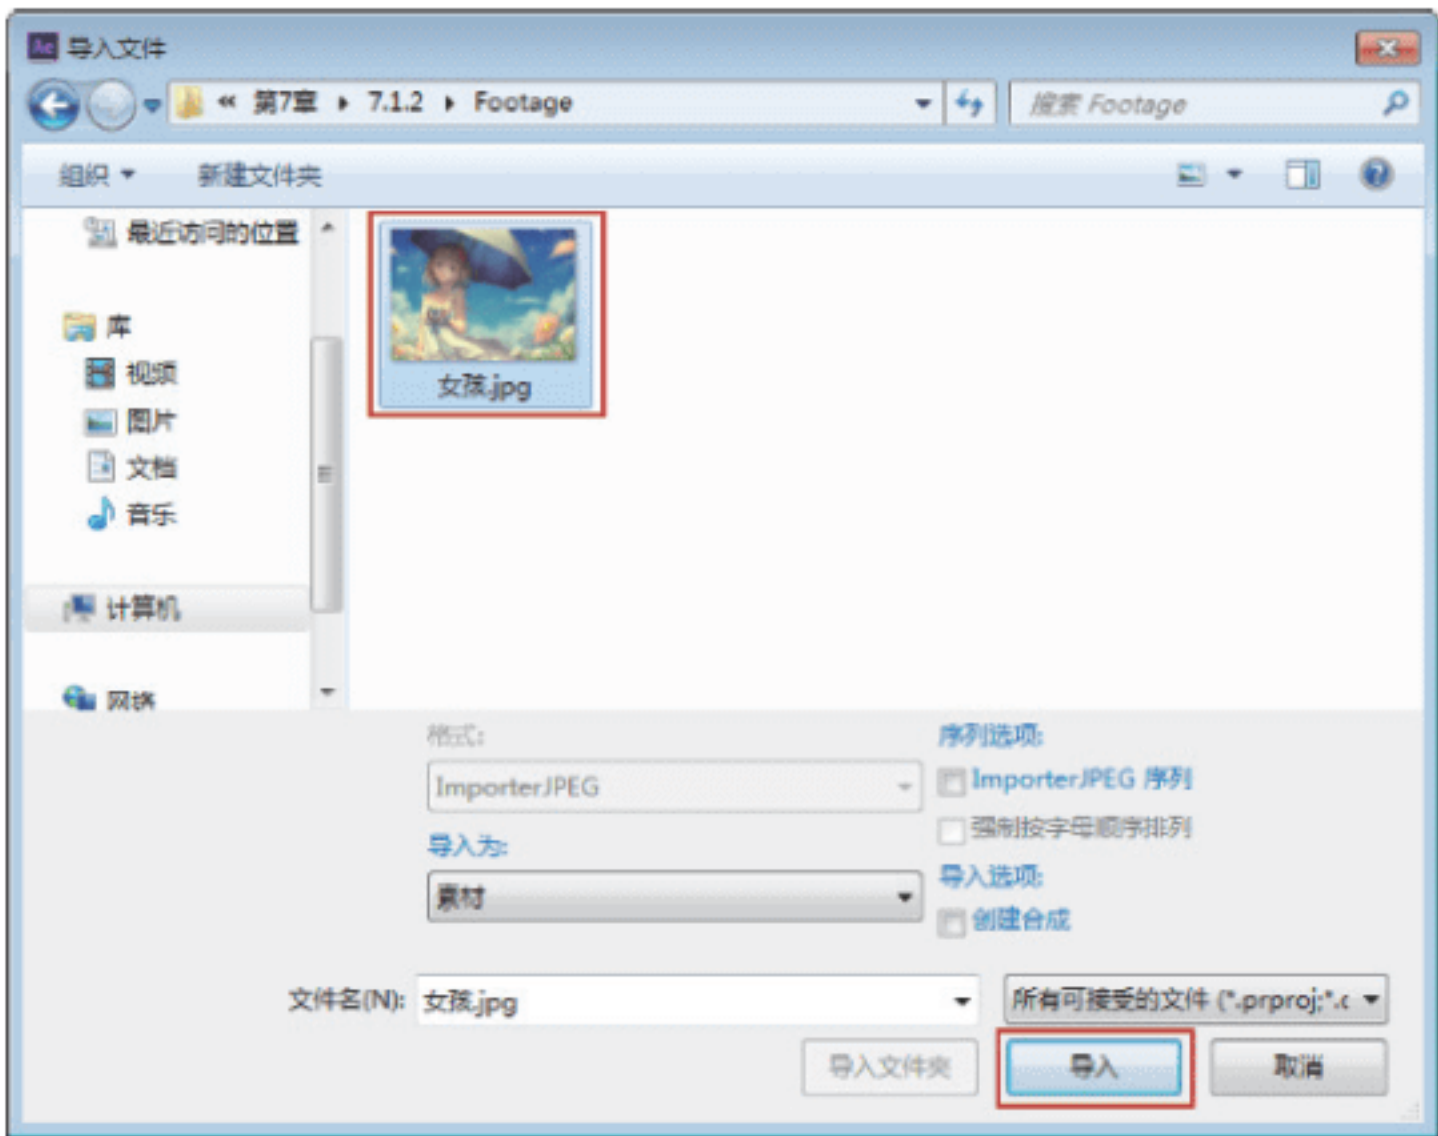 Ae 导入文件
« 第7章 ▸ 7.1.2 ▸ Footage
搜索 Footage
组织
新建文件夹
最近访问的位置
库
视频
图片
文档
音乐
计算机
网络
女孩.jpg
格式:
ImporterJPEG
导入为:
素材
序列选项:
ImporterJPEG 序列
强制按字母顺序排列
导入选项:
创建合成
文件名(N): 女孩.jpg
所有可接受的文件 (*.prproj;*.c
导入文件夹
导入
取消